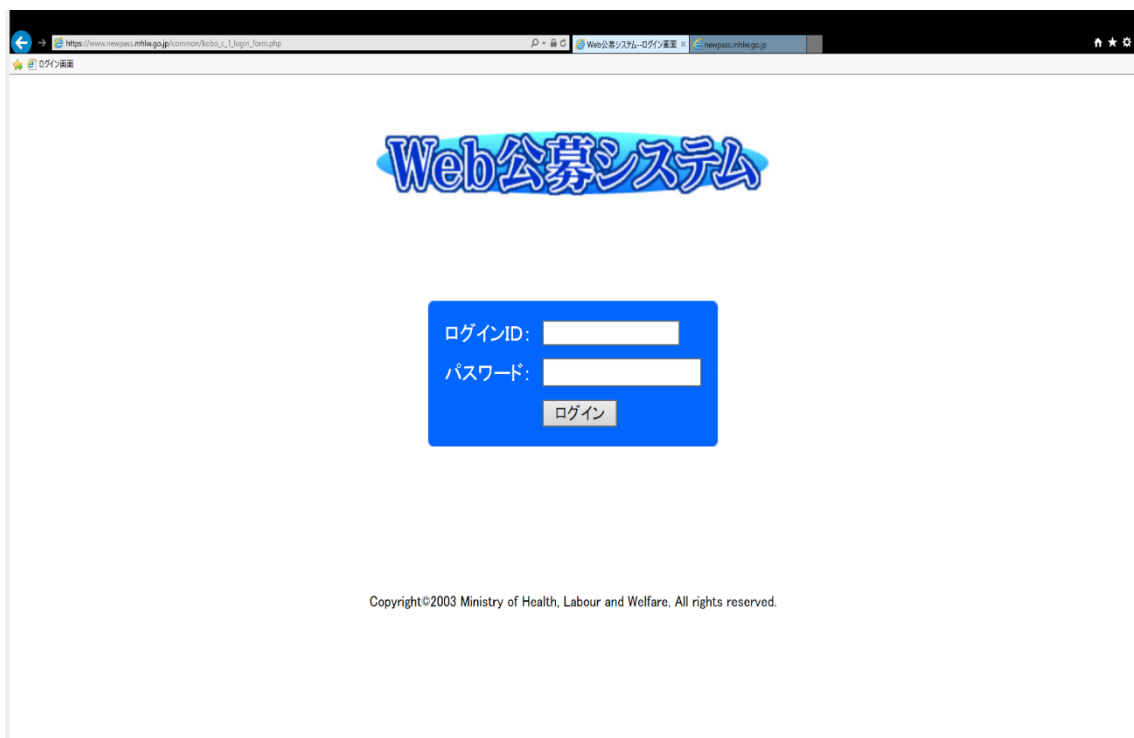 https://www.newpass.mhlw.go.jp/common/kobo_c_1_login_form.php
Web公募システム--ログイン画面
newpass.mhlw.go.jp
ログイン画面
Web公募システム
ログインID:
パスワード:
ログイン
Copyright©2003 Ministry of Health, Labour and Welfare, All rights reserved.